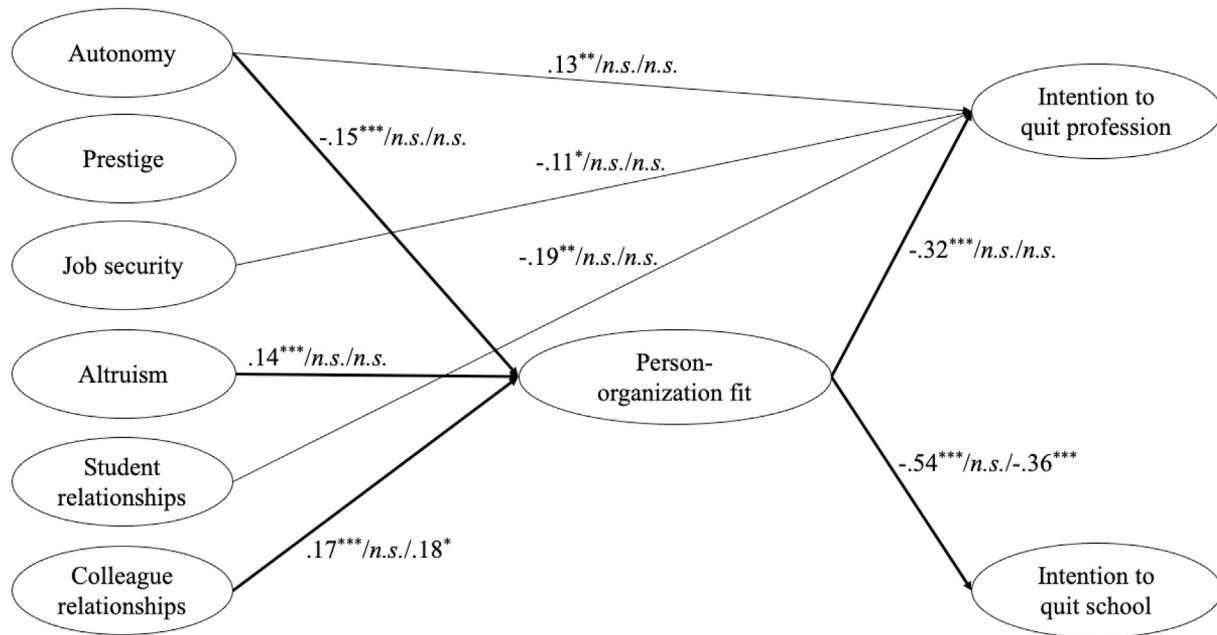 Autonomy
.13**/n.s./n.s.
Intention to
quit profession
-.15***/n.s./n.s.
Prestige
-.11*/n.s./n.s.
Job security
-.19**/n.s./n.s.
-.32***/n.s./n.s.
Altruism
.14***/n.s./n.s.
Person-
organization fit
Student
relationships
-.54***/n.s./-.36***
Colleague
relationships
.17***/n.s./.18*
Intention to
quit school